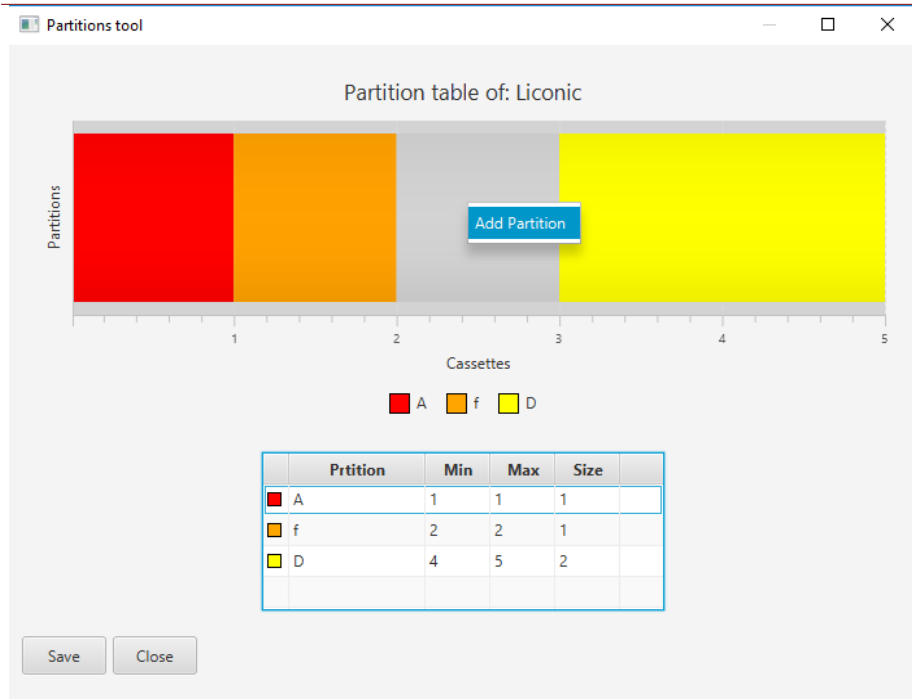 Partitions tool
Partition table of: Liconic
Partitions
Add Partition
1 2 3 4 5
Cassettes
A f D
Prtition Min Max Size
A 1 1 1
f 2 2 1
D 4 5 2
Save Close